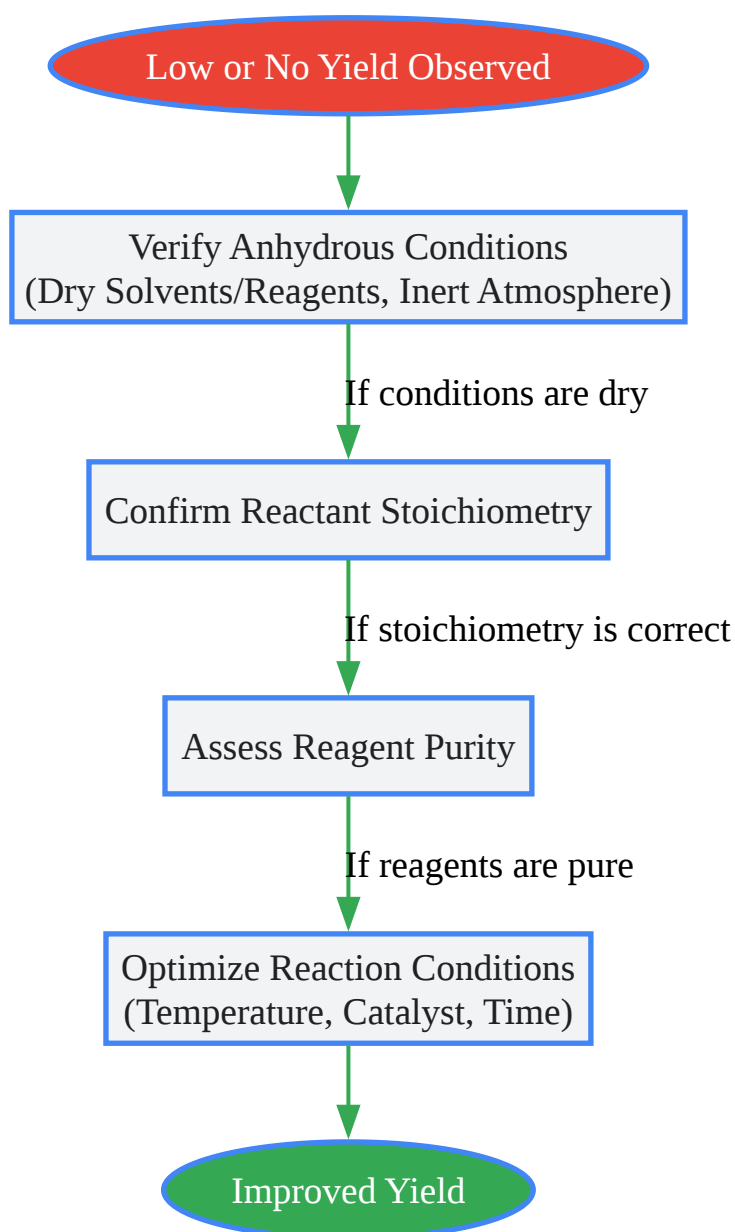 Low or No Yield Observed
Verify Anhydrous Conditions
(Dry Solvents/Reagents, Inert Atmosphere)
If conditions are dry
Confirm Reactant Stoichiometry
If stoichiometry is correct
Assess Reagent Purity
If reagents are pure
Optimize Reaction Conditions
(Temperature, Catalyst, Time)
Improved Yield